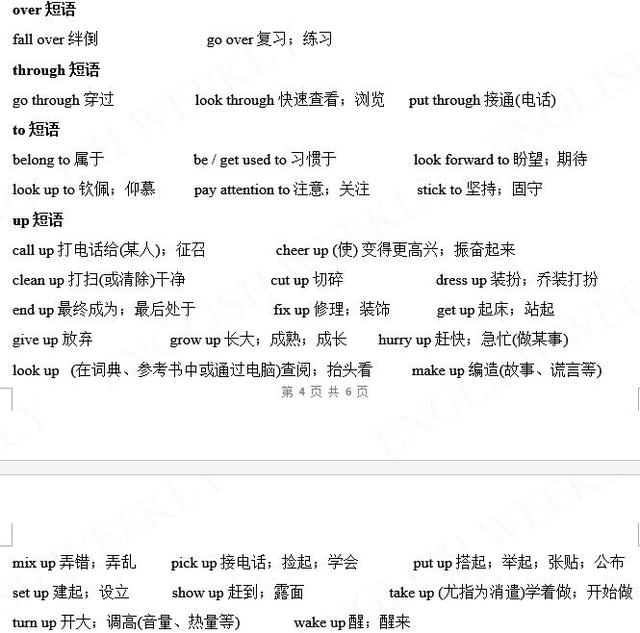 over 短语
fall over 绊倒 go over 复习；练习
through 短语
go through 穿过 look through 快速查看；浏览 put through 接通(电话)
to 短语
belong to 属于 be / get used to 习惯于 look forward to 盼望；期待
look up to 钦佩；仰慕 pay attention to 注意；关注 stick to 坚持；固守
up 短语
call up 打电话给(某人)；征召 cheer up (使) 变得更高兴；振奋起来
clean up 打扫(或清除)干净 cut up 切碎 dress up 装扮；乔装打扮
end up 最终成为；最后处于 fix up 修理；装饰 get up 起床；站起
give up 放弃 grow up 长大；成熟；成长 hurry up 赶快；急忙(做某事)
look up (在词典、参考书中或通过电脑)查阅；抬头看 make up 编造(故事、谎言等)
第 4 页 共 6 页
mix up 弄错；弄乱 pick up 接电话；捡起；学会 put up 搭起；举起；张贴；公布
set up 建起；设立 show up 赶到；露面 take up (尤指为消遣)学着做；开始做
turn up 开大；调高(音量、热量等) wake up 醒；醒来